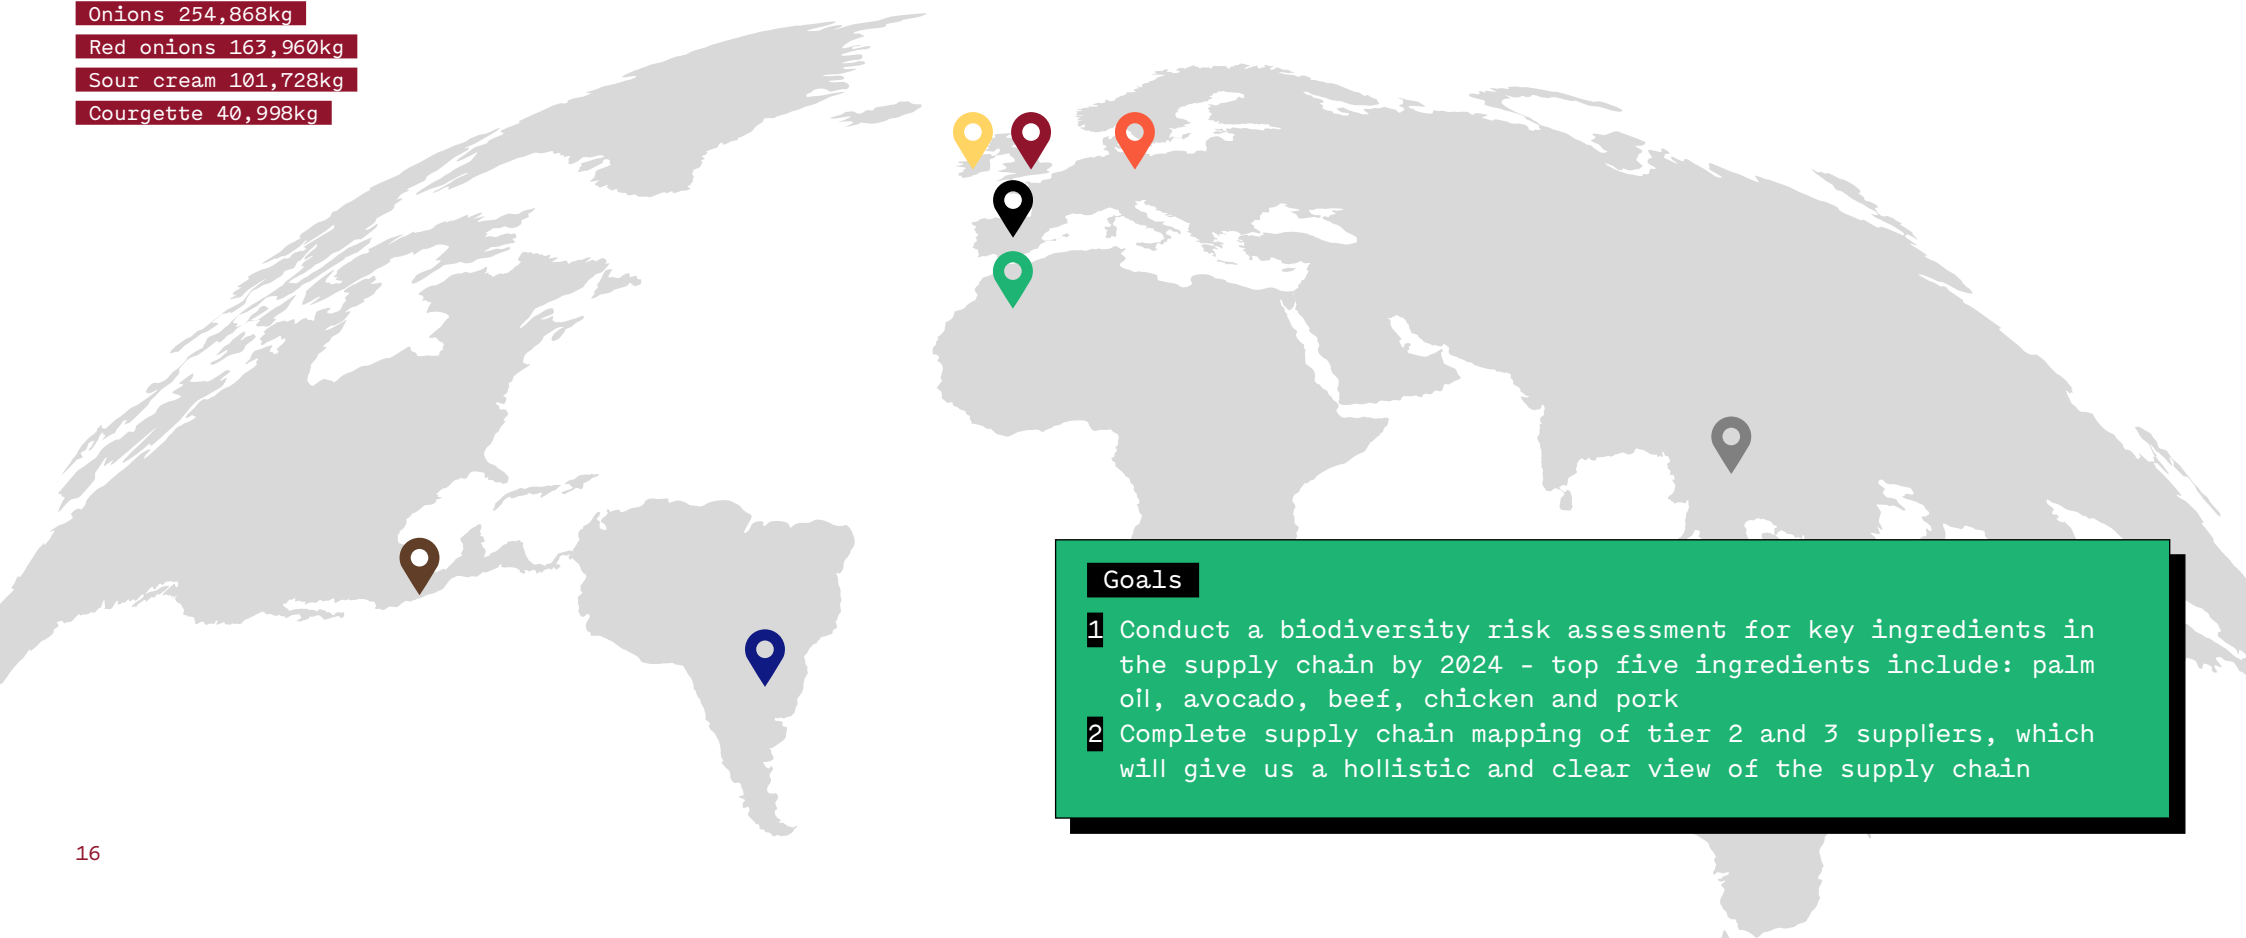 Onions 254,868kg
Red onions 163,960kg
Sour cream 101,728kg
Courgette 40,998kg
Goals
1 Conduct a biodiversity risk assessment for key ingredients in
the supply chain by 2024 - top five ingredients include: palm
oil, avocado, beef, chicken and pork
2 Complete supply chain mapping of tier 2 and 3 suppliers, which
will give us a hollistic and clear view of the supply chain
16